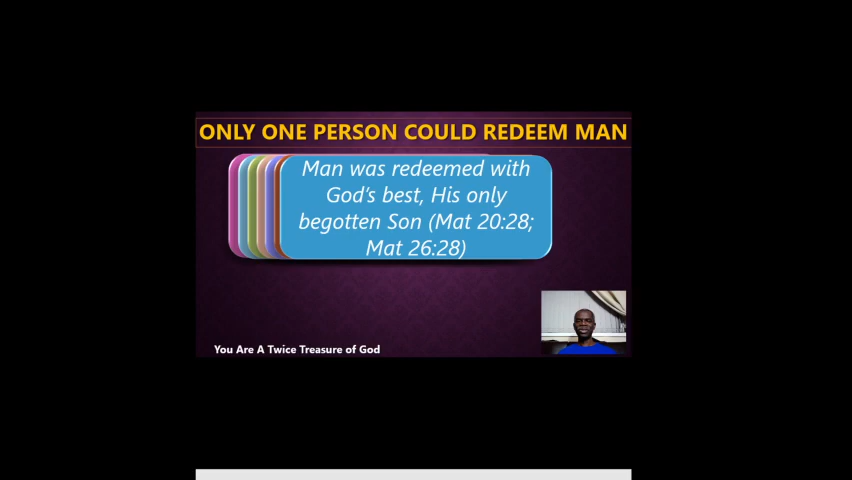 ONLY ONE PERSON COULD REDEEM MAN
Man was redeemed with
God's best, His only
begotten Son (Mat 20:28;
Mat 26:28)
You Are A Twice Treasure of God